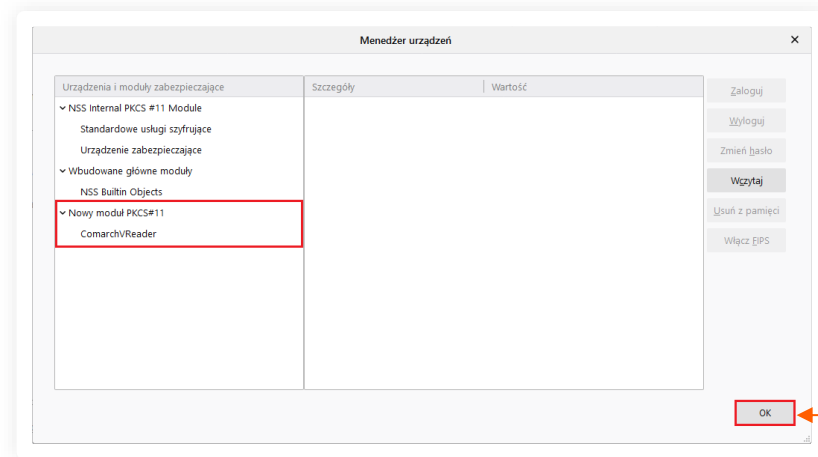 Menedżer urządzeń
Urządzenia i moduły zabezpieczające Szczegóły Wartość
NSS Internal PKCS #11 Module
Standardowe usługi szyfrujące
Urządzenie zabezpieczające
Wbudowane główne moduły
NSS Builtin Objects
Nowy moduł PKCS#11
ComarchVReader
Zaloguj
Wyloguj
Zmień hasło
Wczytaj
Usuń z pamięci
Włącz FIPS
OK